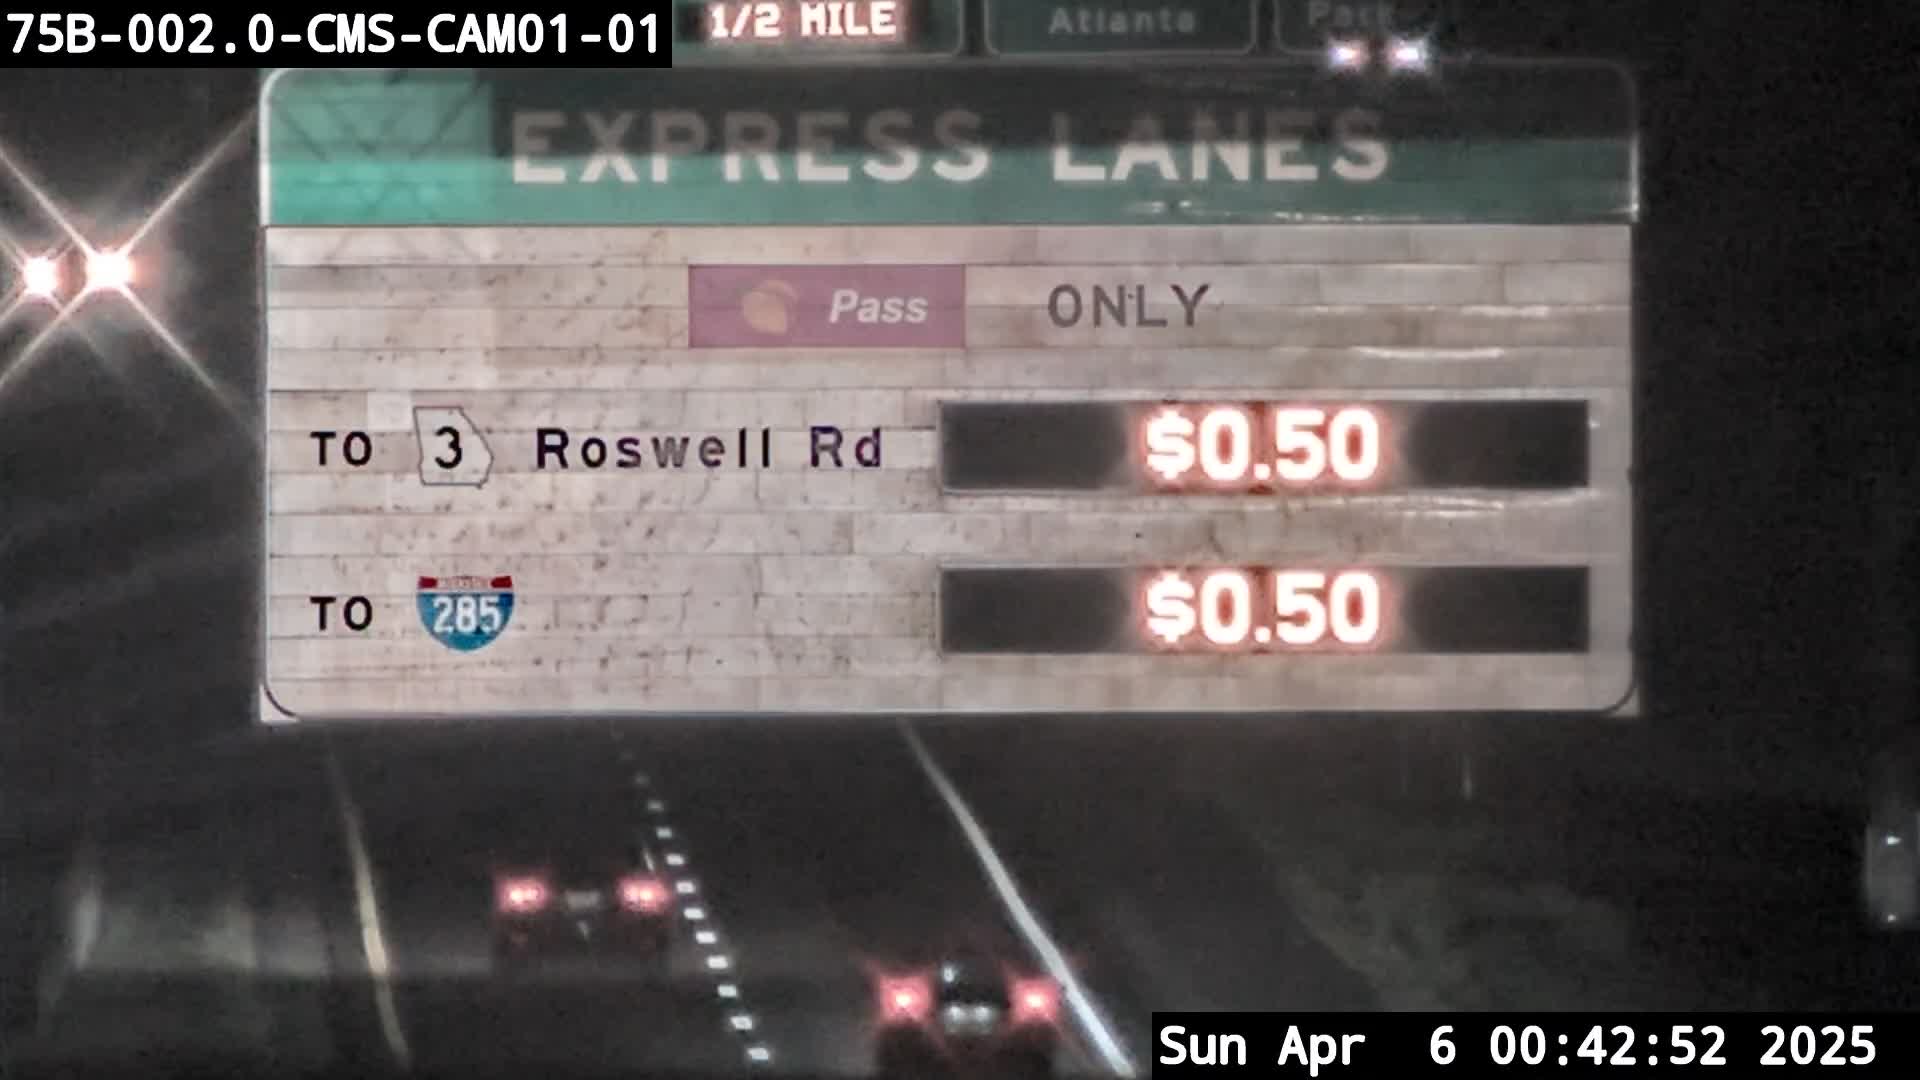 75B-002.0-CMS-CAM01-01
1/2 MILE
Atlanta
Park
EXPRESS LANES
Pass ONLY
TO 3 Roswell Rd $0.50
TO 285 $0.50
Sun Apr 6 00:42:52 2025